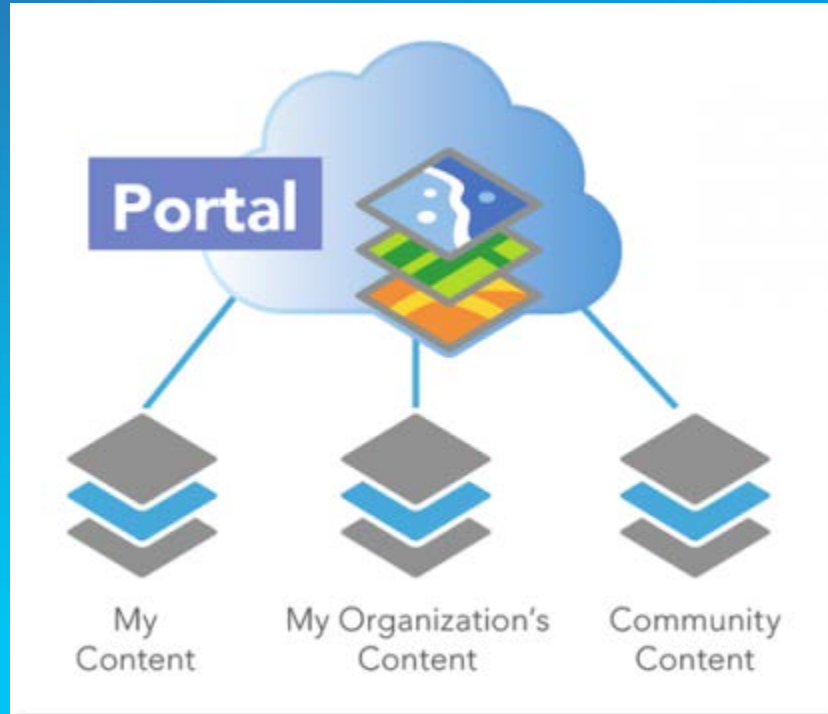 Portal
My
Content
My Organization's
Content
Community
Content